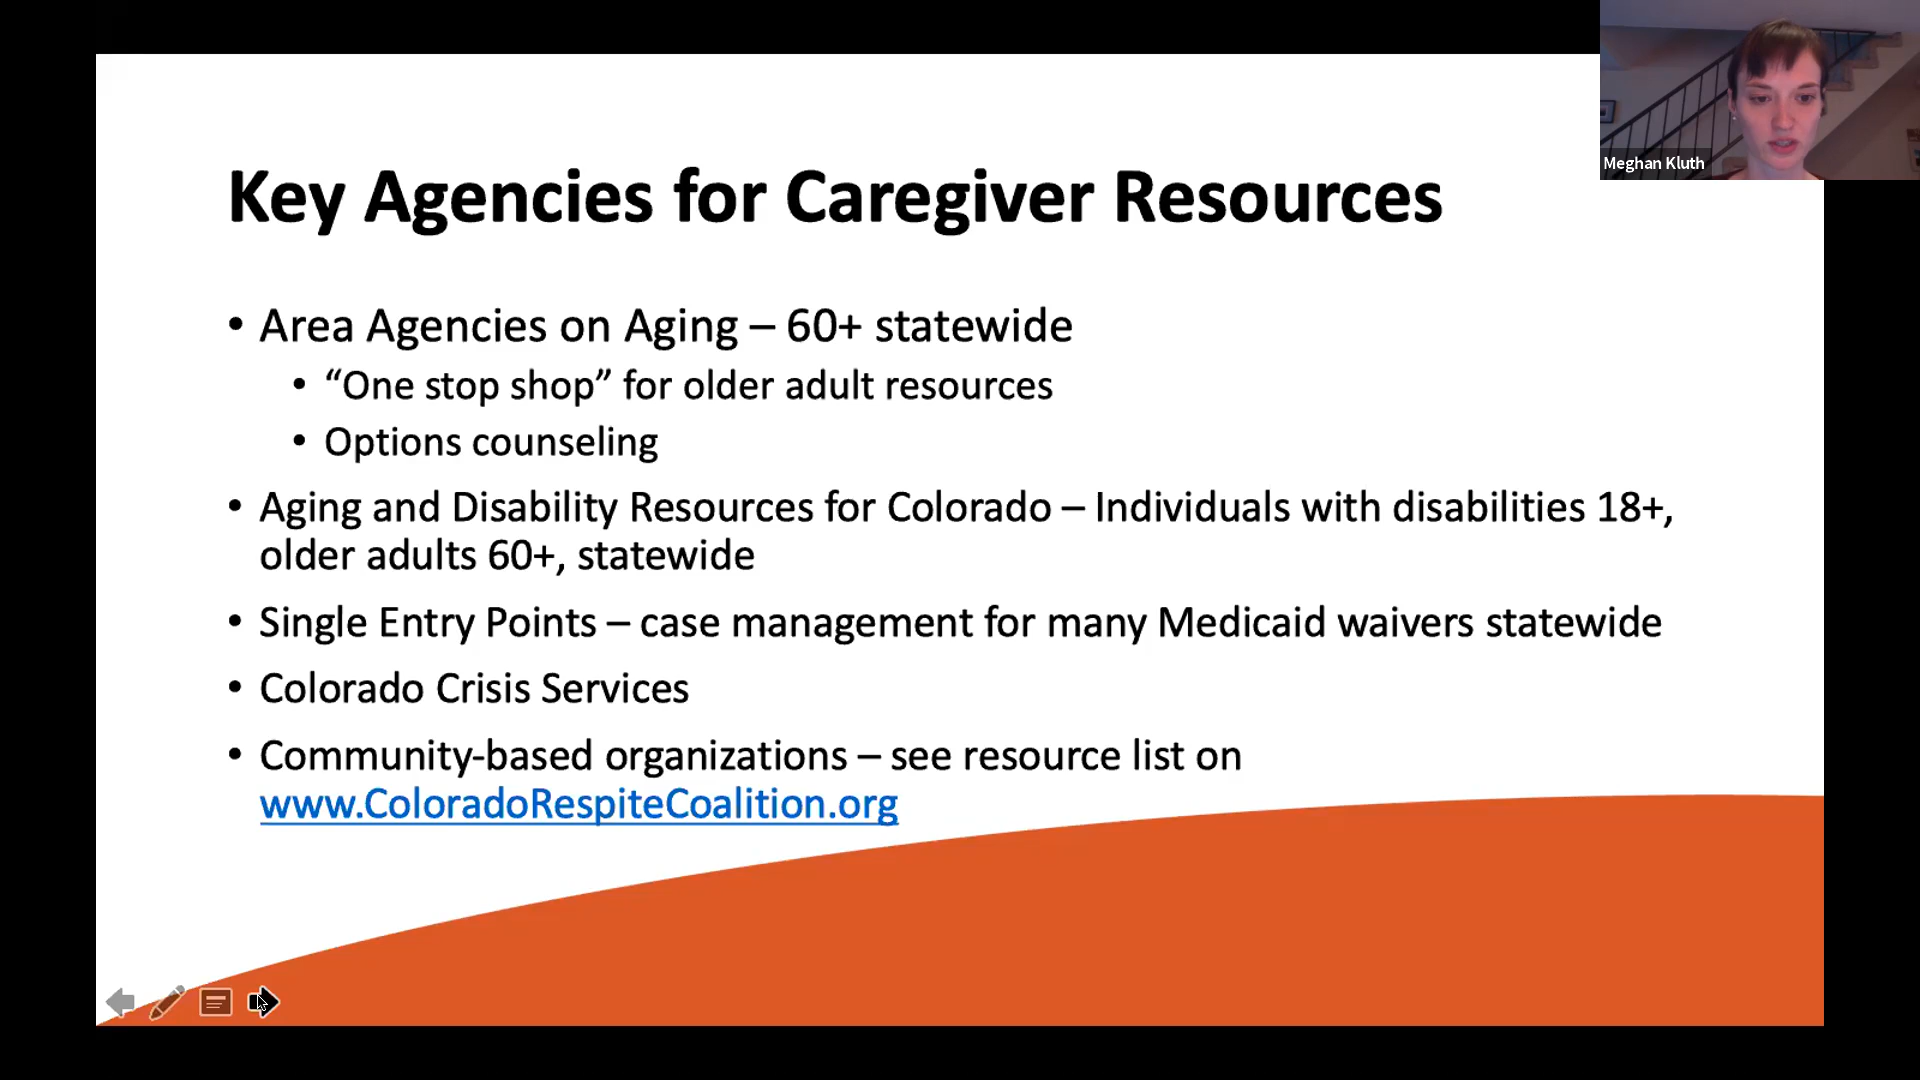 Meghan Kluth
Key Agencies for Caregiver Resources
• Area Agencies on Aging – 60+ statewide
• “One stop shop” for older adult resources
• Options counseling
• Aging and Disability Resources for Colorado – Individuals with disabilities 18+,
older adults 60+, statewide
• Single Entry Points – case management for many Medicaid waivers statewide
• Colorado Crisis Services
• Community-based organizations – see resource list on
www.ColoradoRespiteCoalition.org